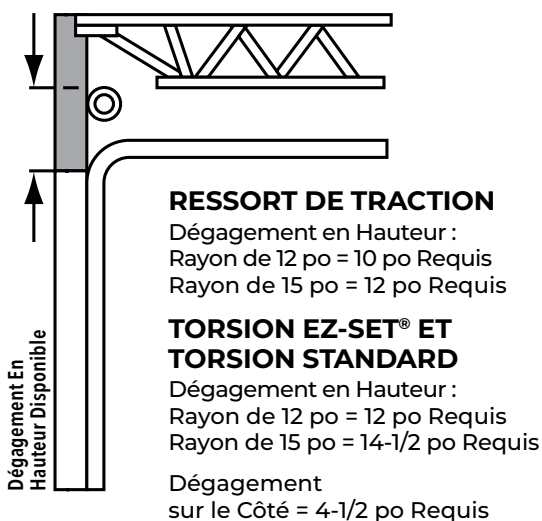 RESSORT DE TRACTION
Dégagement en Hauteur :
Rayon de 12 po = 10 po Requis
Rayon de 15 po = 12 po Requis
TORSION EZ-SET® ET
TORSION STANDARD
Dégagement en Hauteur :
Rayon de 12 po = 12 po Requis
Rayon de 15 po = 14-1/2 po Requis
Dégagement
sur le Côté = 4-1/2 po Requis
Dégagement En
Hauteur Disponible